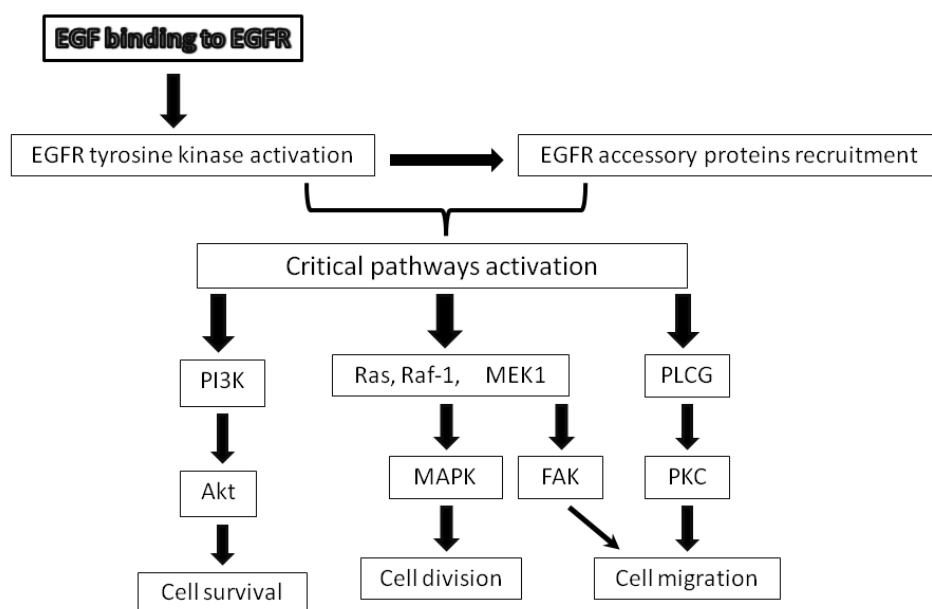 EGF binding to EGFR
EGFR tyrosine kinase activation
EGFR accessory proteins recruitment
Critical pathways activation
PI3K
Ras, Raf-1, MEK1
PLCG
Akt
MAPK
FAK
PKC
Cell survival
Cell division
Cell migration